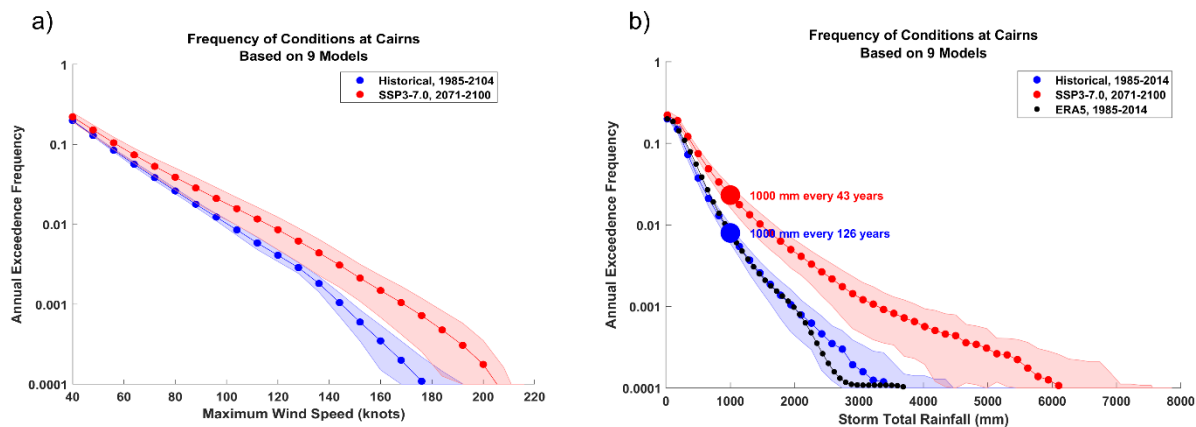 a)
Frequency of Conditions at Cairns
Based on 9 Models
Historical, 1985-2104
SSP3-7.0, 2071-2100
Annual Exceedence Frequency
1
0.1
0.01
0.001
0.0001
40 60 80 100 120 140 160 180 200 220
Maximum Wind Speed (knots)
b)
Frequency of Conditions at Cairns
Based on 9 Models
Historical, 1985-2014
SSP3-7.0, 2071-2100
ERA5, 1985-2014
Annual Exceedence Frequency
1
0.1
0.01
0.001
0.0001
1000 mm every 43 years
1000 mm every 126 years
0 1000 2000 3000 4000 5000 6000 7000 8000
Storm Total Rainfall (mm)